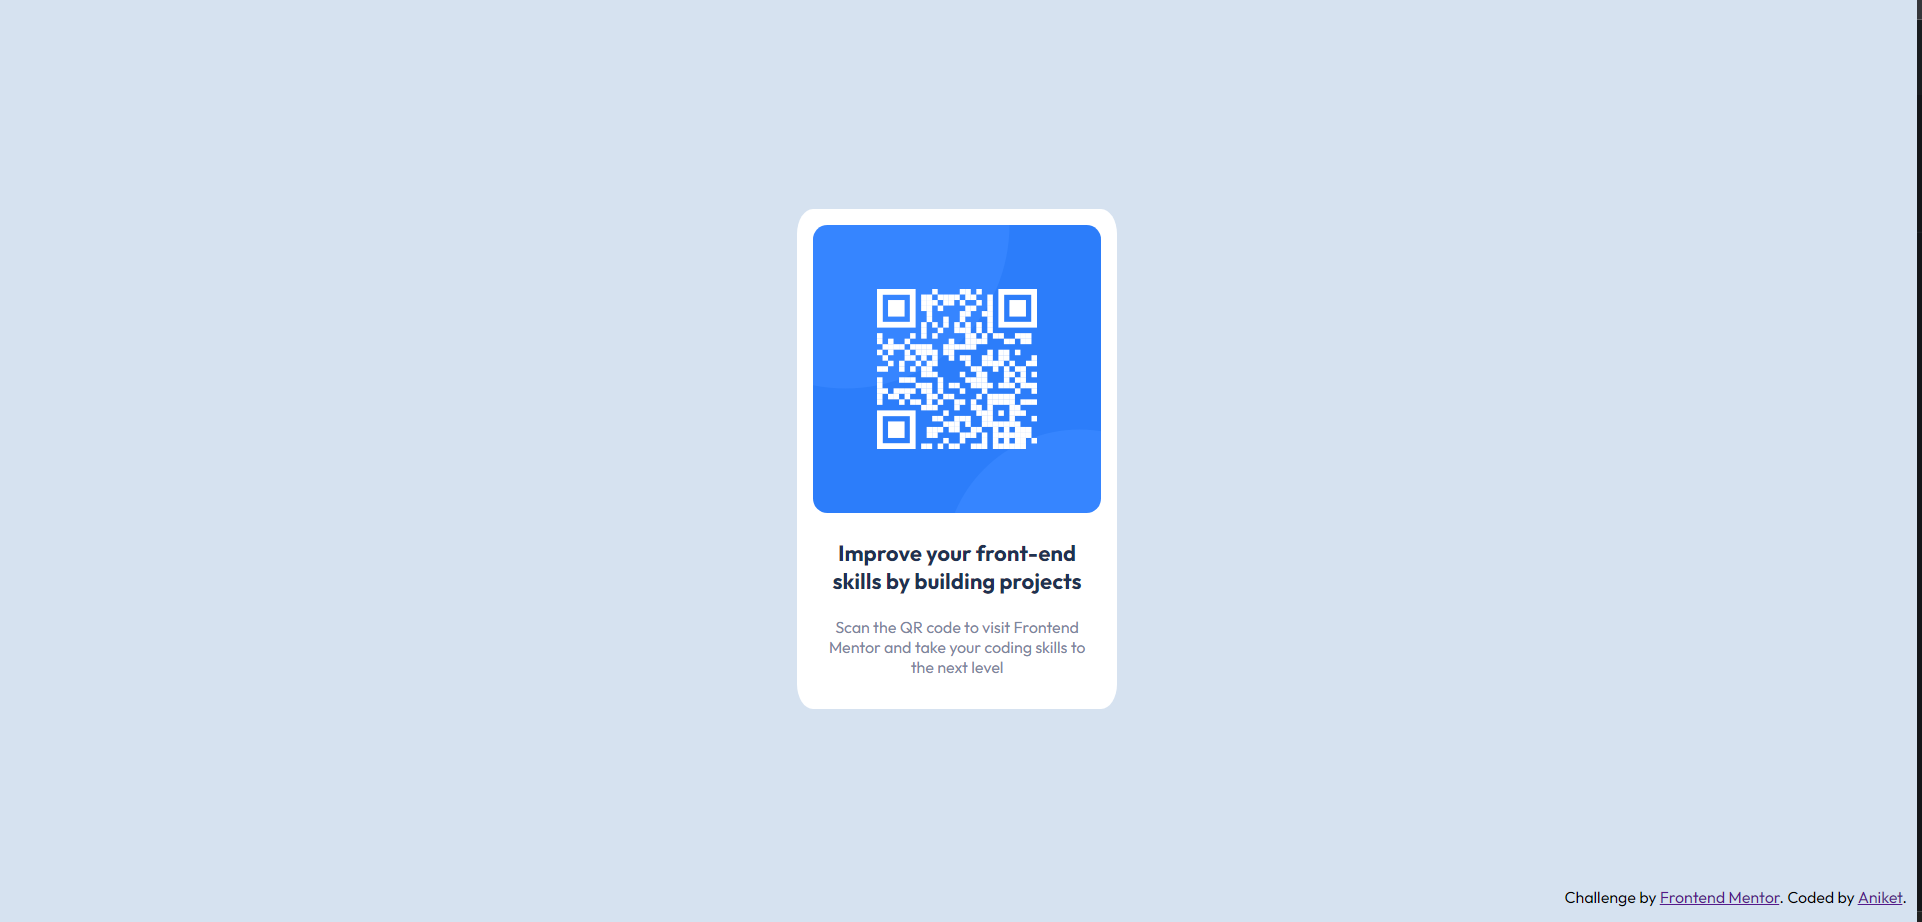 Improve your front-end
skills by building projects
Scan the QR code to visit Frontend
Mentor and take your coding skills to
the next level
Challenge by Frontend Mentor. Coded by Aniket.